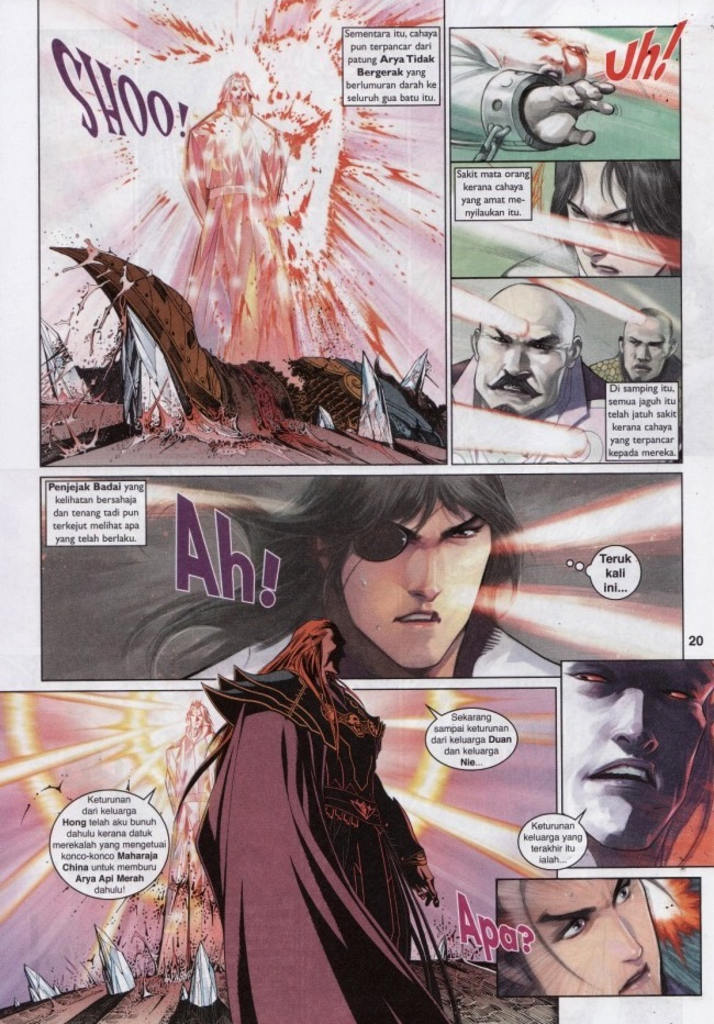 SHOO!
Sementara itu, cahaya
pun terpancar dari
patung Arya Tidak
Bergerak yang
berlumuran darah ke
seluruh gua batu itu.
Uh!
Sakit mata orang
kerana cahaya
yang amat me-
nyilaukan itu.
Di samping itu,
semua jaguh itu
telah jatuh sakit
kerana cahaya
yang terpancar
kepada mereka.
Penjejak Badai yang
kelihatan bersahaja
dan tenang tadi pun
terkejut melihat apa
yang telah berlaku.
Ah!
Teruk
kali
ini...
20
Sekarang
sampai keturunan
dari keluarga Duan
dan keluarga
Nie...
Keturunan
dari keluarga
Hong telah aku bunuh
dahulu kerana datuk
merekalah yang mengetuai
konco-konco Maharaja
China untuk memburu
Arya Api Merah
dahulu!
Keturunan
keluarga yang
terakhir itu
ialah...
Apa?